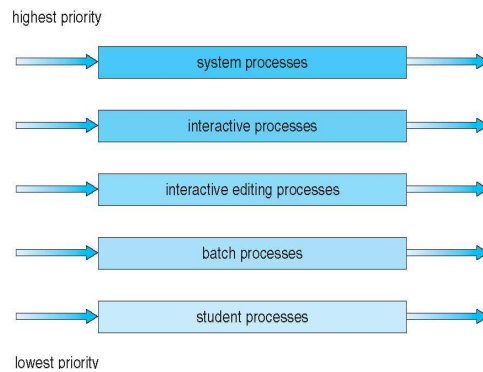 highest priority
system processes
interactive processes
interactive editing processes
batch processes
student processes
lowest priority